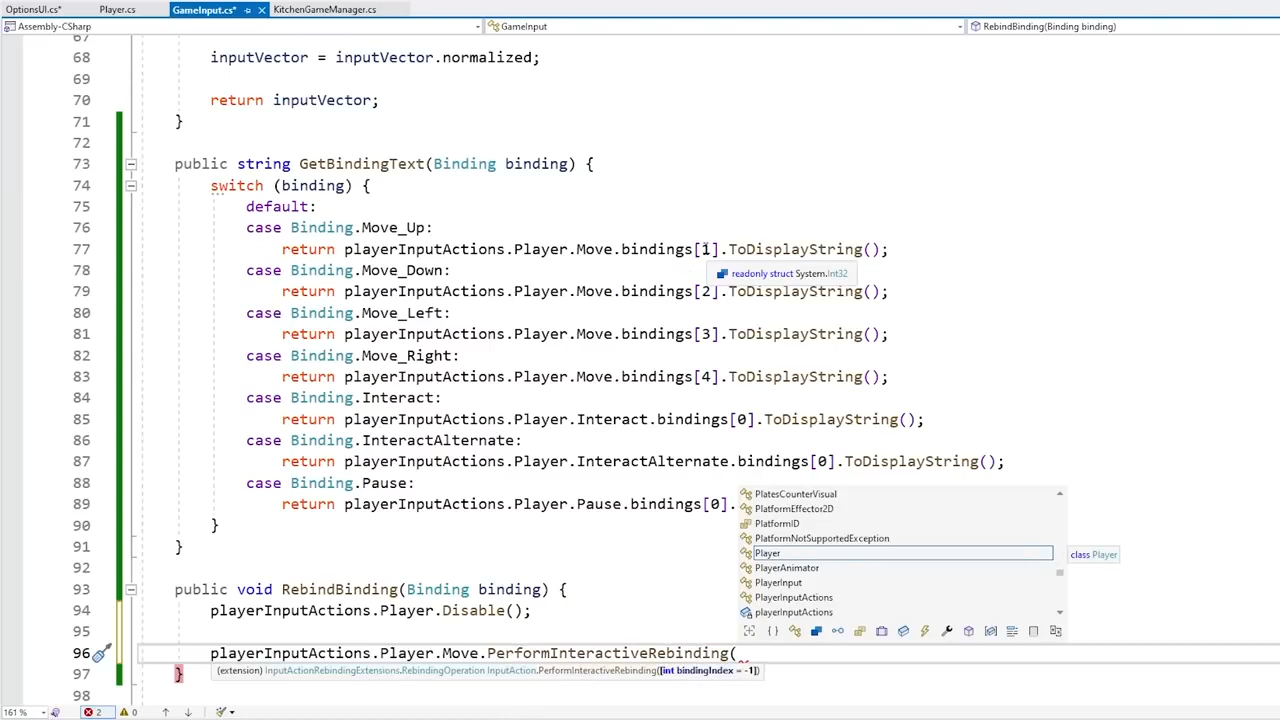 OptionsUI.cs* Player.cs GameInput.cs* KitchenGameManager.cs
Assembly-CSharp GameInput RebindBinding(Binding binding)
67
68 inputVector = inputVector.normalized;
69
70 return inputVector;
71 }
72
73 public string GetBindingText(Binding binding) {
74 switch (binding) {
75 default:
76 case Binding.Move_Up:
77 return playerInputActions.Player.Move.bindings[1].ToDisplayString();
readonly struct System.Int32
78 case Binding.Move_Down:
79 return playerInputActions.Player.Move.bindings[2].ToDisplayString();
80 case Binding.Move_Left:
81 return playerInputActions.Player.Move.bindings[3].ToDisplayString();
82 case Binding.Move_Right:
83 return playerInputActions.Player.Move.bindings[4].ToDisplayString();
84 case Binding.Interact:
85 return playerInputActions.Player.Interact.bindings[0].ToDisplayString();
86 case Binding.InteractAlternate:
87 return playerInputActions.Player.InteractAlternate.bindings[0].ToDisplayString();
88 case Binding.Pause:
89 return playerInputActions.Player.Pause.bindings[0].
90 }
91 }
92
93 public void RebindBinding(Binding binding) {
94 playerInputActions.Player.Disable();
95
96 playerInputActions.Player.Move.PerformInteractiveRebinding(
(extension) InputActionRebindingExtensions.RebindingOperation InputAction.PerformInteractiveRebinding([int bindingIndex = -1])
97 }
98
PlatesCounterVisual
PlatformEffector2D
PlatformID
PlatformNotSupportedException
Player
class Player
PlayerAnimator
PlayerInput
PlayerInputActions
playerInputActions
161 % 2 0